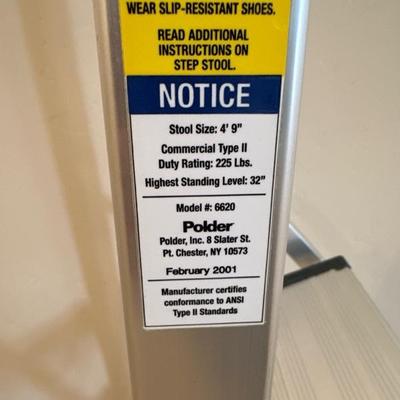 WEAR SLIP-RESISTANT SHOES.
READ ADDITIONAL
INSTRUCTIONS ON
STEP STOOL.
NOTICE
Stool Size: 4' 9"
Commercial Type II
Duty Rating: 225 Lbs.
Highest Standing Level: 32"
Model #: 6620
Polder
Polder, Inc. 8 Slater St.
Pt. Chester, NY 10573
February 2001
Manufacturer certifies
conformance to ANSI
Type II Standards